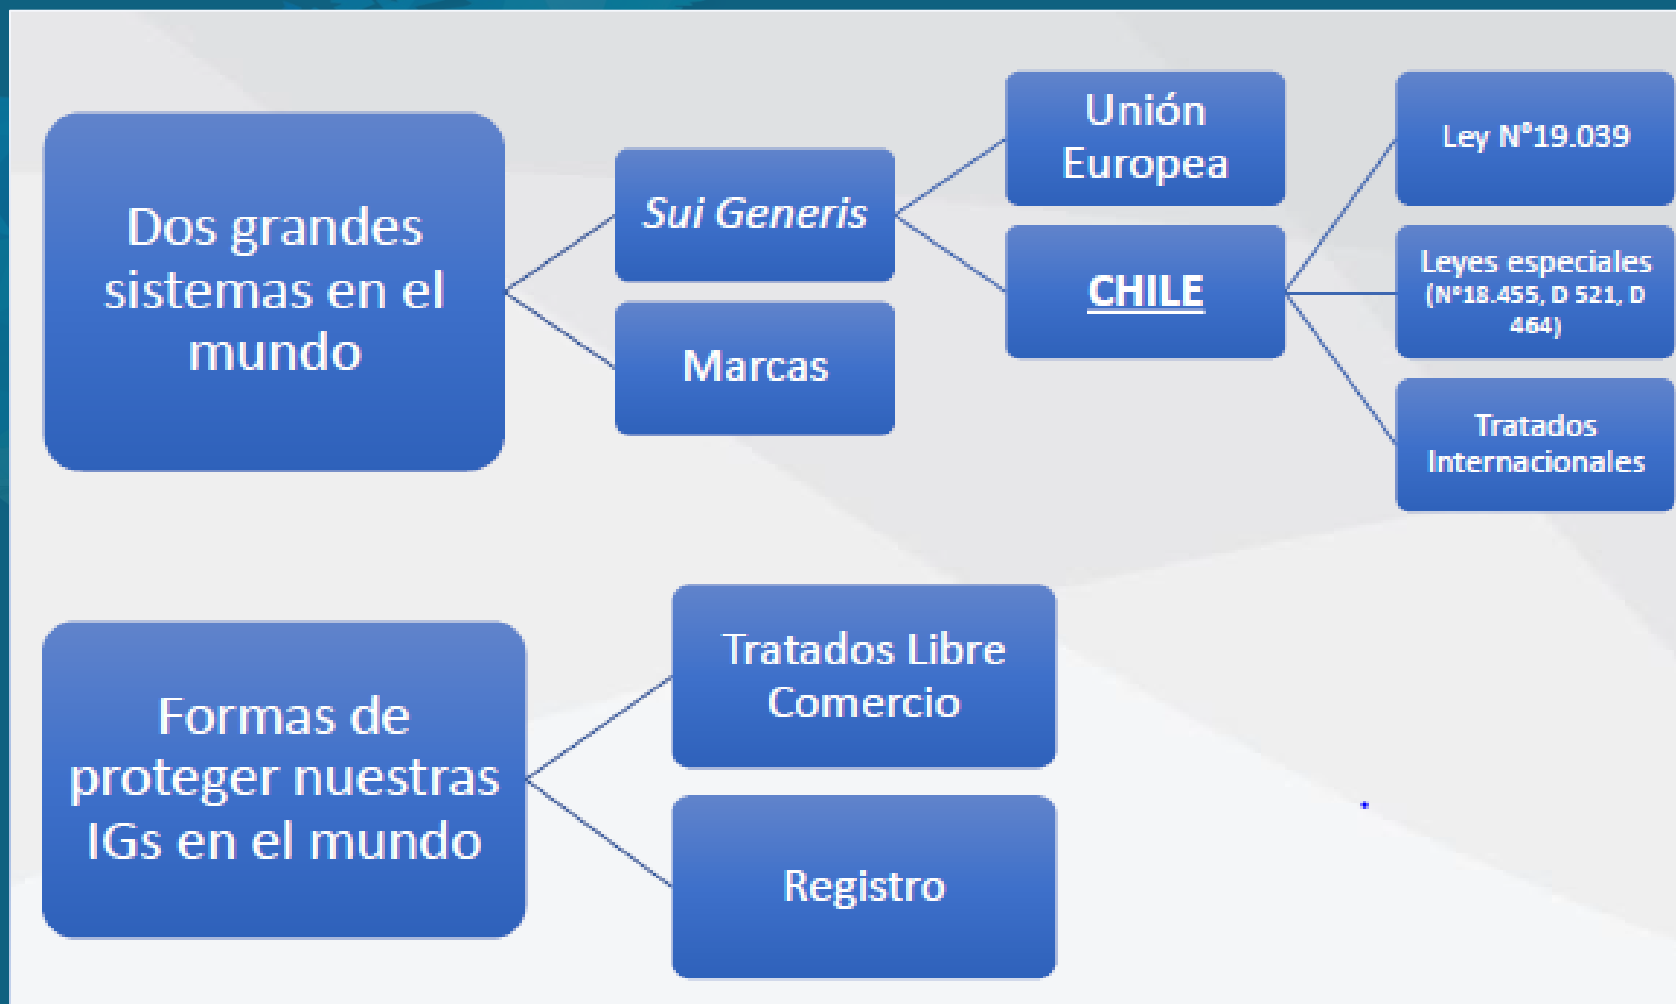 Dos grandes
sistemas en el
mundo
Sui Generis
Marcas
Unión
Europea
CHILE
Ley N°19.039
Leyes especiales
(N°18.455, D 521, D
464)
Tratados
Internacionales
Formas de
proteger nuestras
IGs en el mundo
Tratados Libre
Comercio
Registro